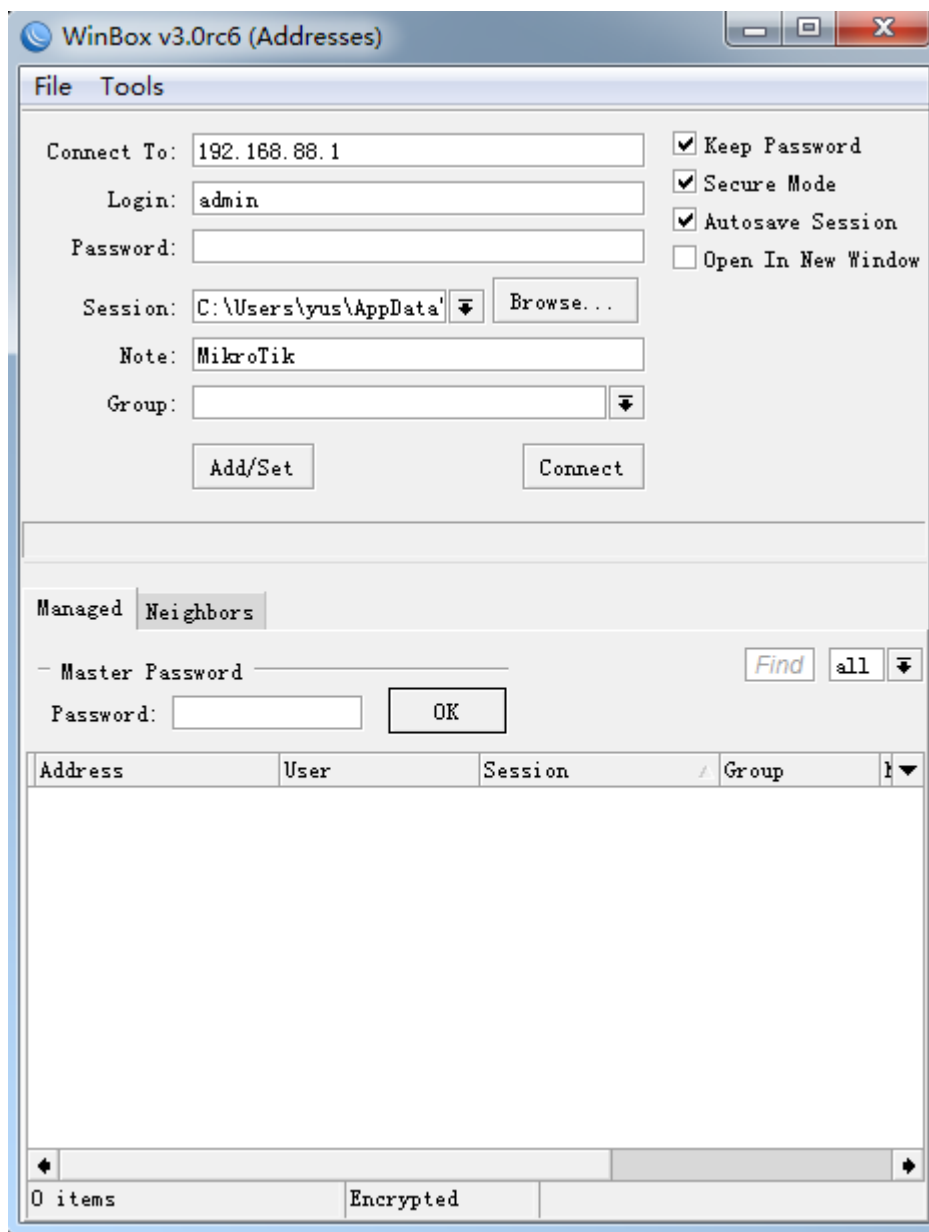 WinBox v3.0rc6 (Addresses)
File Tools
Connect To: 192.168.88.1
Keep Password
Login: admin
Secure Mode
Password:
Autosave Session
Open In New Window
Session: C:\Users\yus\AppData Browse...
Note: MikroTik
Group:
Add/Set Connect
Managed Neighbors
Master Password
Find all
Password: OK
Address User Session Group
0 items Encrypted